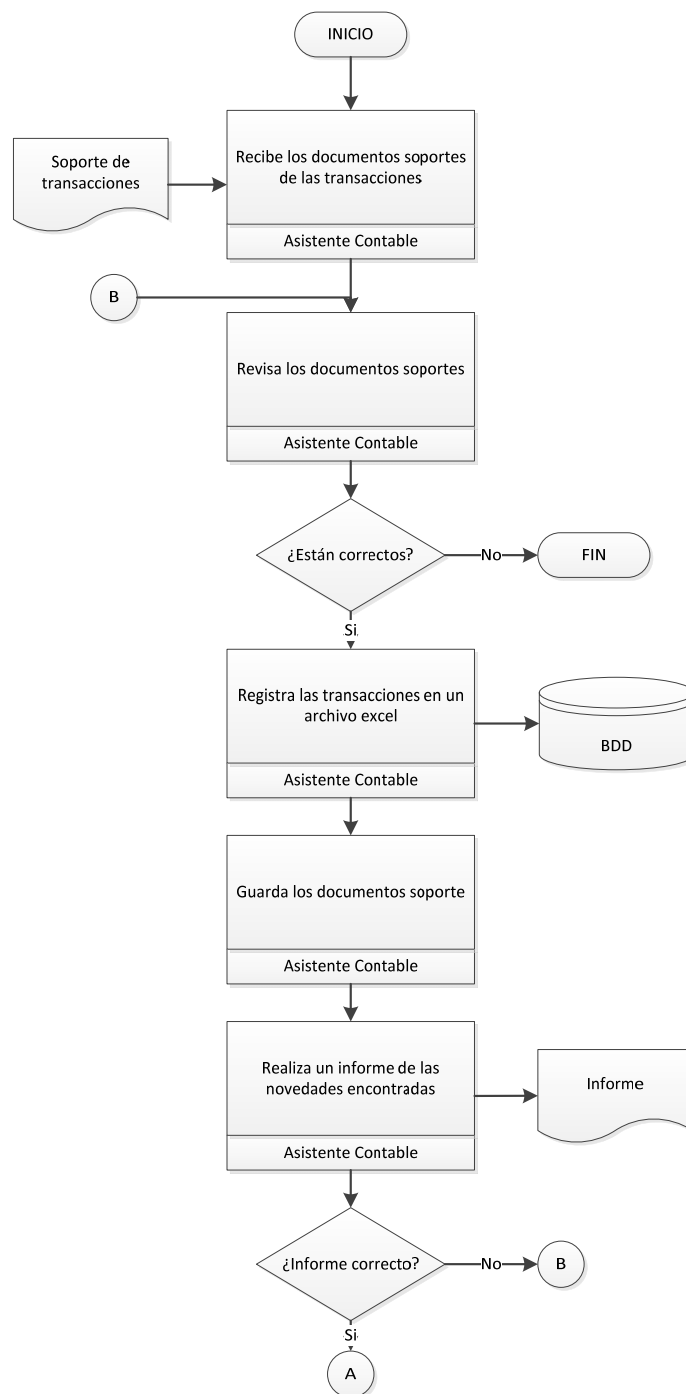 INICIO
Soporte de
transacciones
Recibe los documentos soportes
de las transacciones
Asistente Contable
B
Revisa los documentos soportes
Asistente Contable
¿Están correctos?
No
FIN
Si
Registra las transacciones en un
archivo excel
Asistente Contable
BDD
Guarda los documentos soporte
Asistente Contable
Realiza un informe de las
novedades encontradas
Asistente Contable
Informe
¿Informe correcto?
No
B
Si
A